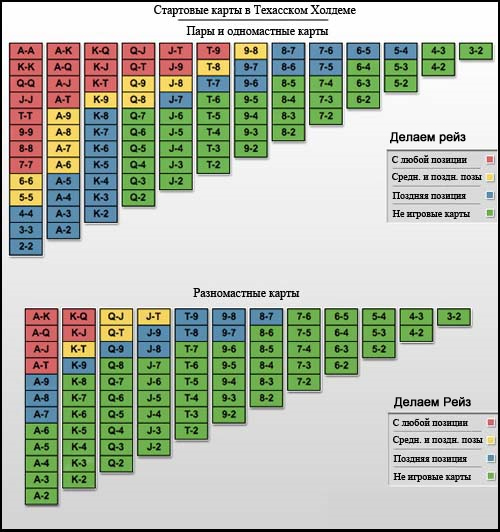 Стартовые карты в Техасском Холдеме
Пары и одномастные карты
A-A A-K K-Q Q-J J-T T-9 9-8 8-7 7-6 6-5 5-4 4-3 3-2
K-K A-Q K-J Q-T J-9 T-8 9-7 8-6 7-5 6-4 5-3 4-2
Q-Q A-J K-T Q-9 J-8 T-7 9-6 8-5 7-4 6-3 5-2
J-J A-T K-9 Q-8 J-7 T-6 9-5 8-4 7-3 6-2
T-T A-9 K-8 Q-7 J-6 T-5 9-4 8-3 7-2
9-9 A-8 K-7 Q-6 J-5 T-4 9-3 8-2
8-8 A-7 K-6 Q-5 J-4 T-3 9-2
7-7 A-6 K-5 Q-4 J-3 T-2
6-6 A-5 K-4 Q-3 J-2
5-5 A-4 K-3 Q-2
4-4 A-3 K-2
3-3 A-2
2-2
Делаем рейз
С любой позиции
Средн. и поздн. позы
Поздняя позиция
Не игровые карты
Разномастные карты
A-K K-Q Q-J J-T T-9 9-8 8-7 7-6 6-5 5-4 4-3 3-2
A-Q K-J Q-T J-9 T-8 9-7 8-6 7-5 6-4 5-3 4-2
A-J K-T Q-9 J-8 T-7 9-6 8-5 7-4 6-3 5-2
A-T K-9 Q-8 J-7 T-6 9-5 8-4 7-3 6-2
A-9 K-8 Q-7 J-6 T-5 9-4 8-3 7-2
A-8 K-7 Q-6 J-5 T-4 9-3 8-2
A-7 K-6 Q-5 J-4 T-3 9-2
A-6 K-5 Q-4 J-3 T-2
A-5 K-4 Q-3 J-2
A-4 K-3 Q-2
A-3 K-2
A-2
Делаем Рейз
С любой позиции
Средн. и поздн. позы
Поздняя позиция
Не игровые карты